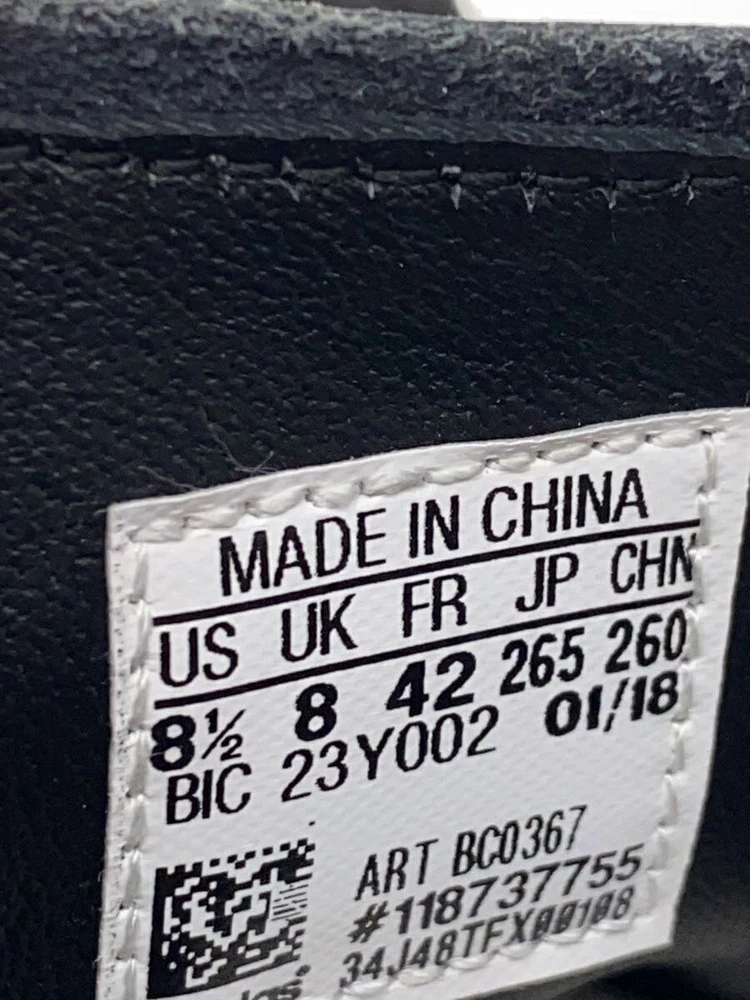 MADE IN CHINA
US UK FR JP CHN
8½ 8 42 265 260
BIC 23Y002 01/18
ART BC0367
#118737755
34J48TFX00108